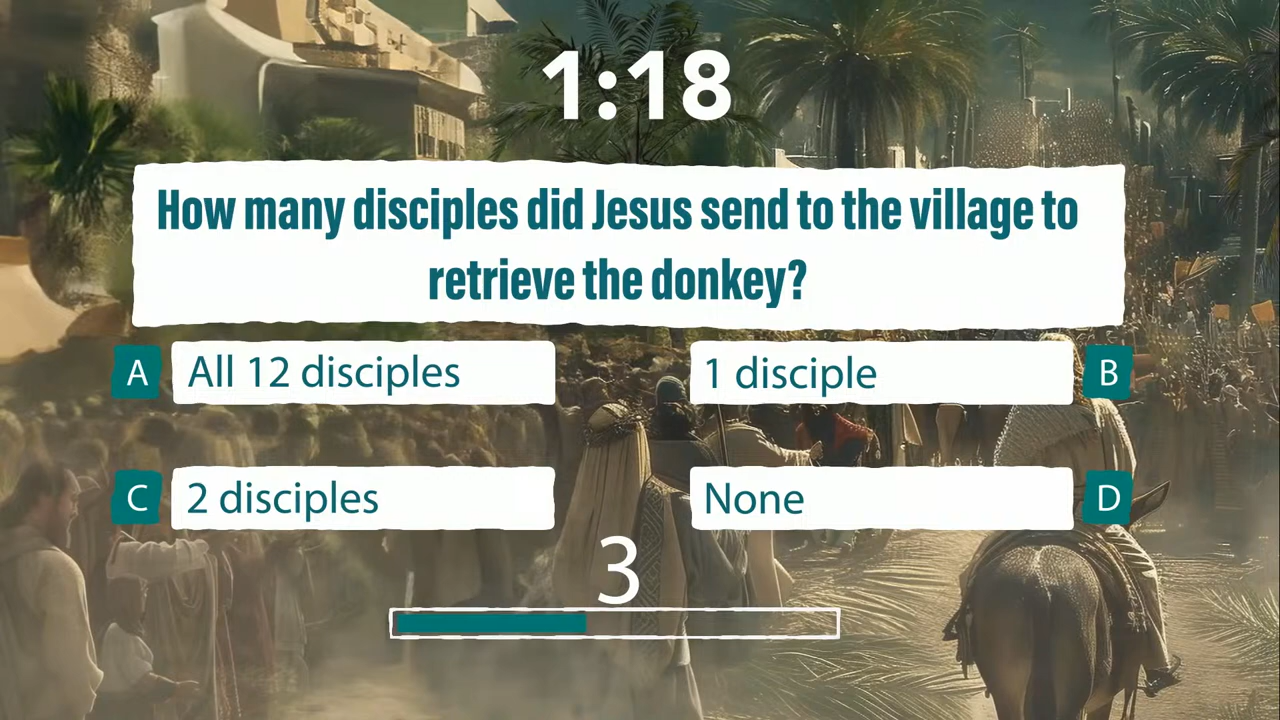 1:18
How many disciples did Jesus send to the village to
retrieve the donkey?
A All 12 disciples
1 disciple B
C 2 disciples
None D
3